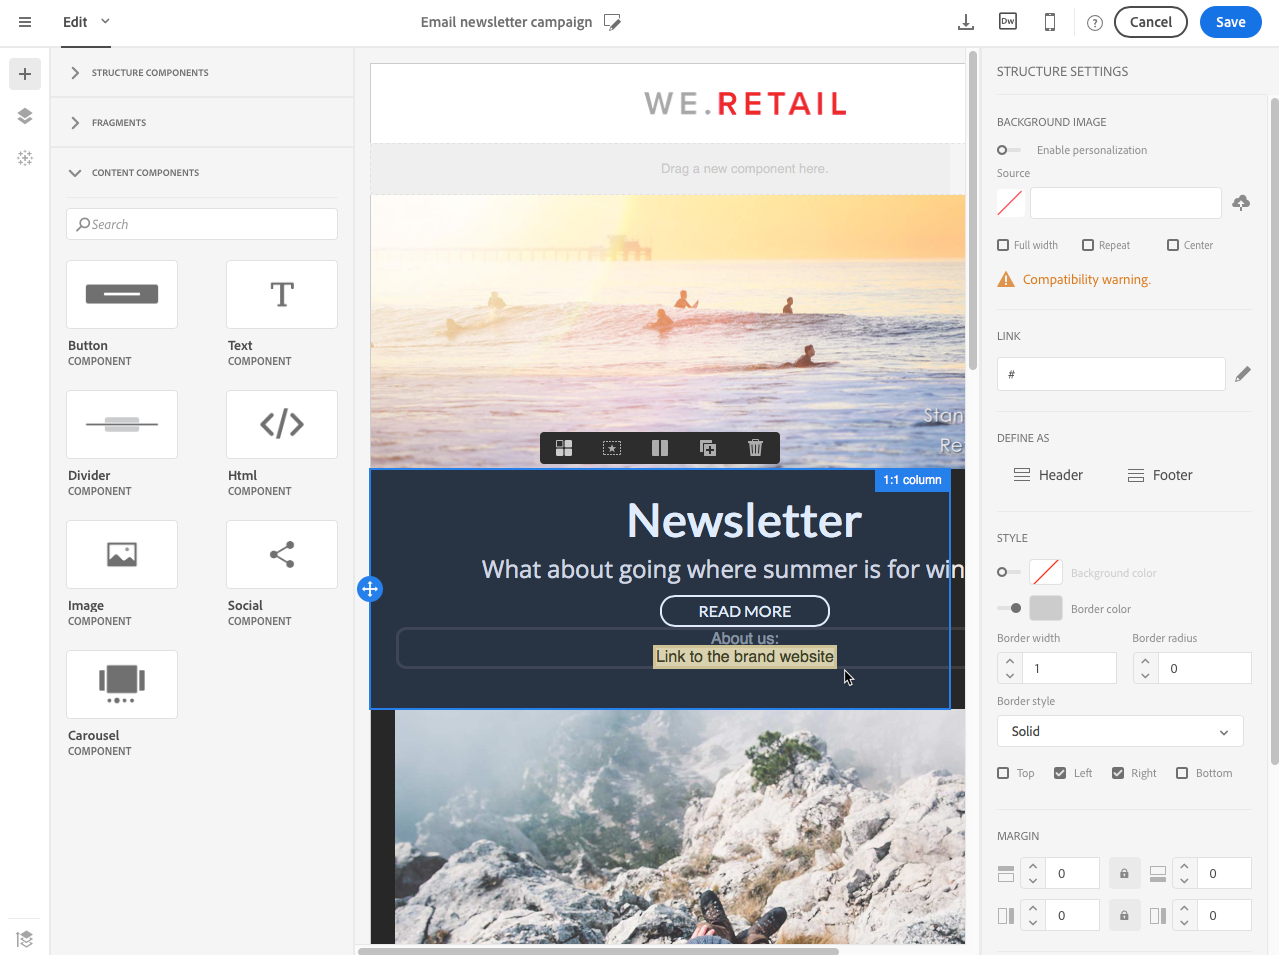 Edit
Email newsletter campaign
Dw
?
Cancel
Save
STRUCTURE COMPONENTS
FRAGMENTS
CONTENT COMPONENTS
Search
Button
COMPONENT
T
Text
COMPONENT
Divider
COMPONENT
</>
Html
COMPONENT
Image
COMPONENT
Social
COMPONENT
Carousel
COMPONENT
WE.RETAIL
Drag a new component here.
Stan
Re
1:1 column
Newsletter
What about going where summer is for win
READ MORE
About us:
Link to the brand website
STRUCTURE SETTINGS
BACKGROUND IMAGE
Enable personalization
Source
Full width Repeat Center
Compatibility warning.
LINK
#
DEFINE AS
Header Footer
STYLE
Background color
Border color
Border width Border radius
1 0
Border style
Solid
Top Left Right Bottom
MARGIN
0 0
0 0